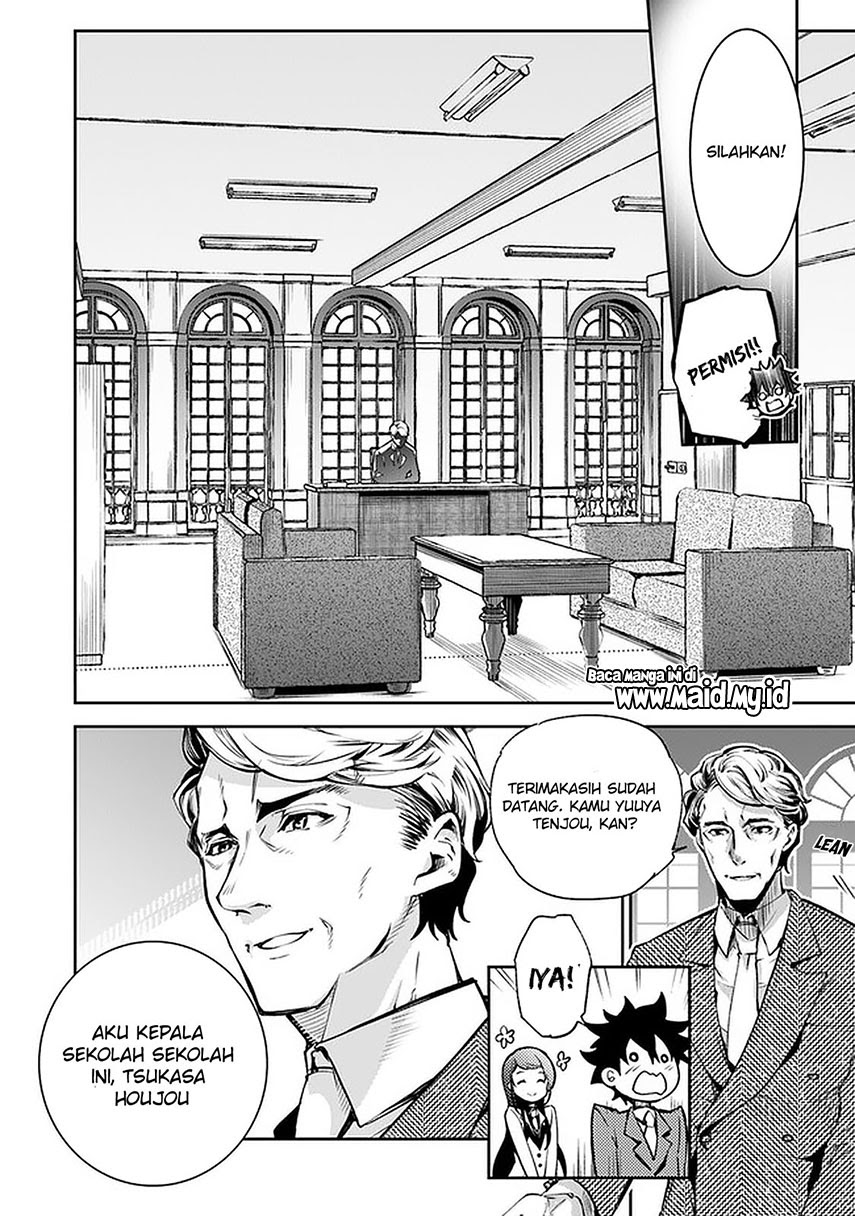 SILAHKAN!
PERMISI!!
Baca Manga ini di
www.Maid.My.id
TERIMAKASIH SUDAH
DATANG. KAMU YUUYA
TENJOU, KAN?
LEAN
IYA!
AKU KEPALA
SEKOLAH SEKOLAH
INI, TSUKASA
HOUJOU